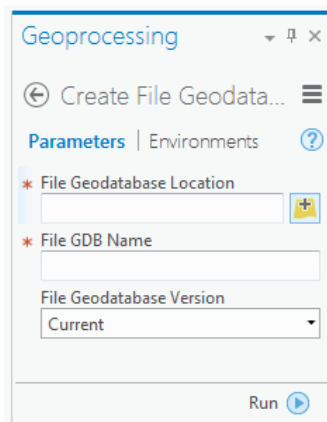 Geoprocessing
Create File Geodata...
Parameters | Environments
* File Geodatabase Location
* File GDB Name
File Geodatabase Version
Current
Run